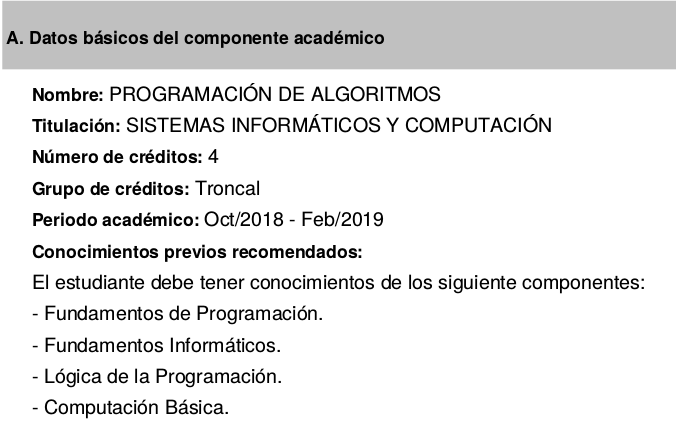 A. Datos básicos del componente académico
Nombre: PROGRAMACIÓN DE ALGORITMOS
Titulación: SISTEMAS INFORMÁTICOS Y COMPUTACIÓN
Número de créditos: 4
Grupo de créditos: Troncal
Periodo académico: Oct/2018 - Feb/2019
Conocimientos previos recomendados:
El estudiante debe tener conocimientos de los siguiente componentes:
- Fundamentos de Programación.
- Fundamentos Informáticos.
- Lógica de la Programación.
- Computación Básica.